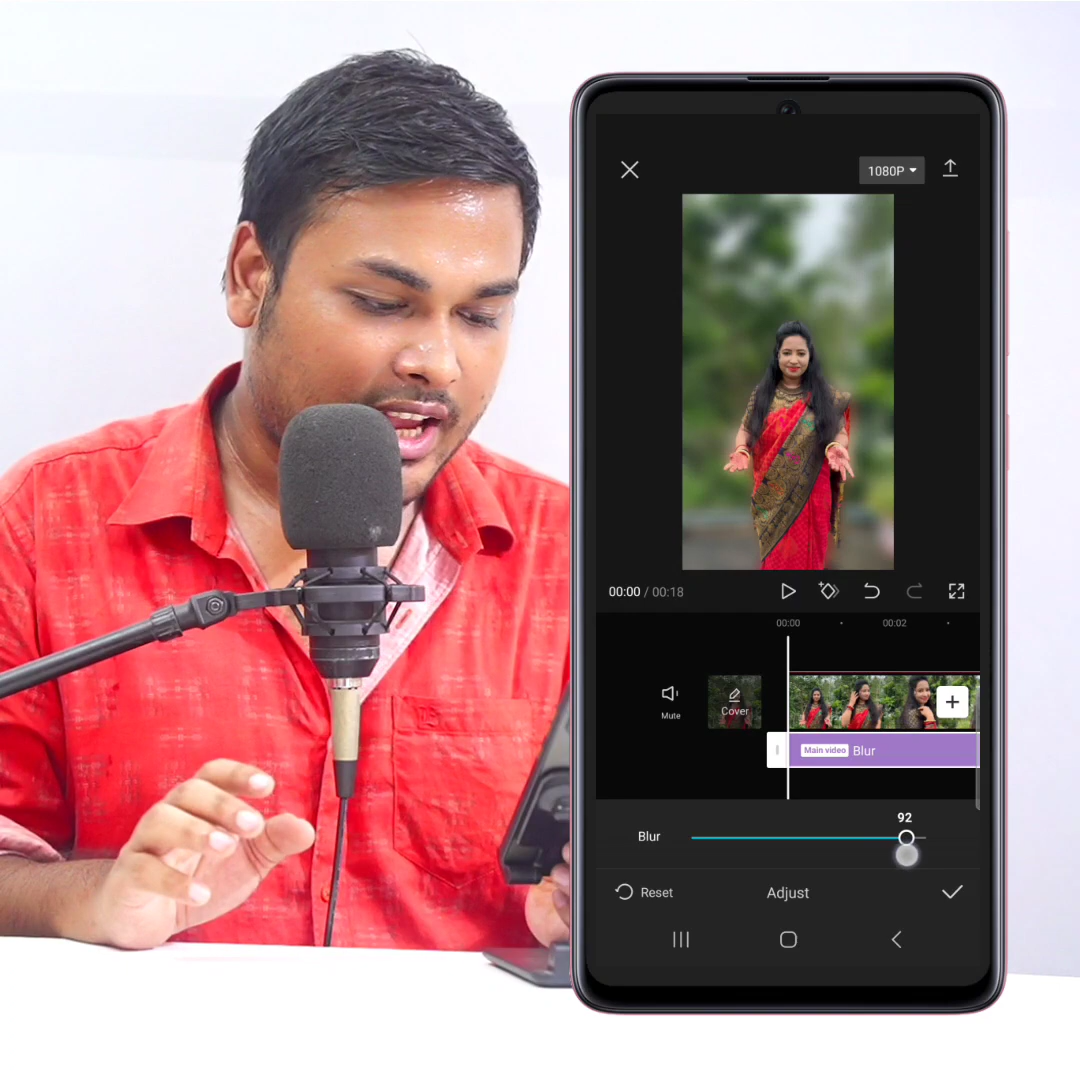 1080P
00:00 / 00:18
00:00
00:02
Mute
Cover
Main video Blur
92
Blur
Reset
Adjust